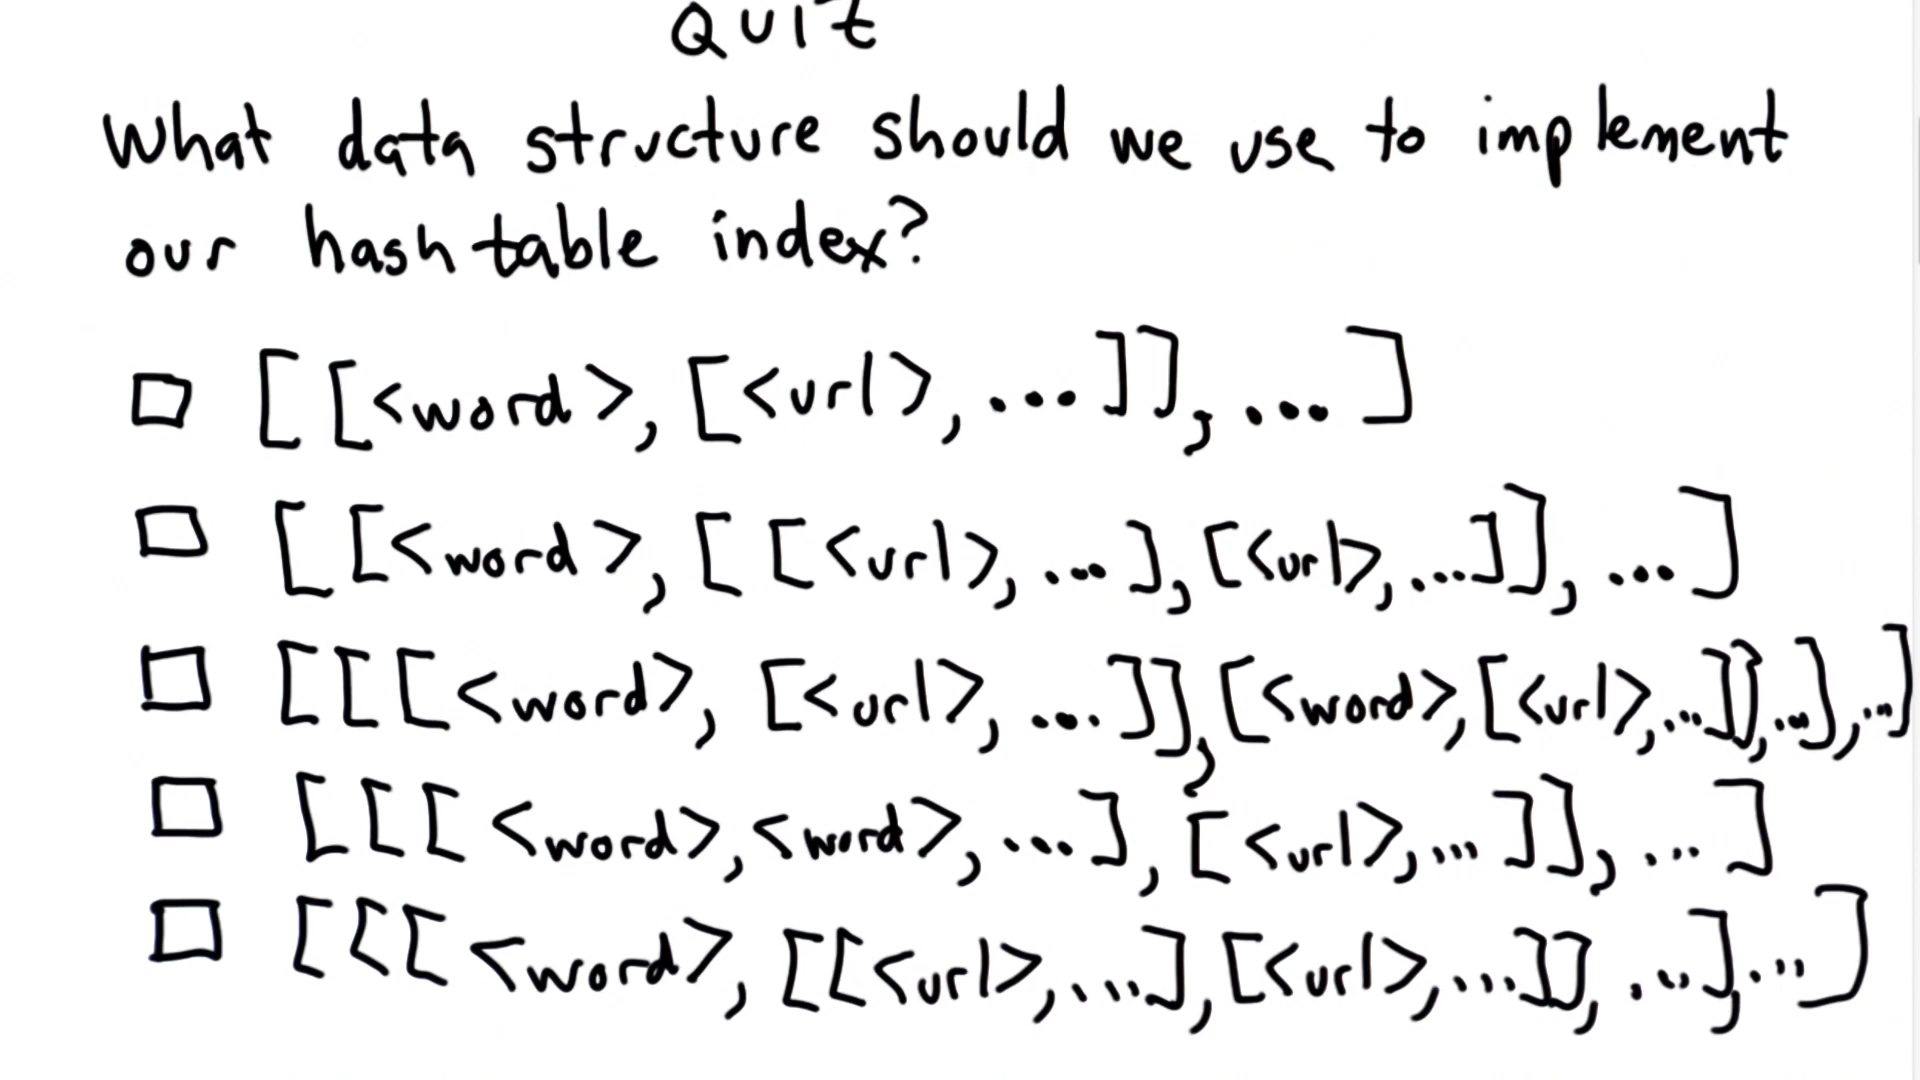 QUIZ
What data structure should we use to implement
our hash table index?
[[<word>, [<url>, ...]], ...]
[[<word>, [[<url>, ...], [<url>, ...]], ...]
[[[<word>, [<url>, ...]], [<word>, [<url>, ...]], ...], ...]
[[[<word>, <word>, ...], [<url>, ...]], ...]
[[[<word>, [[<url>, ...], [<url>, ...]], ...], ...]